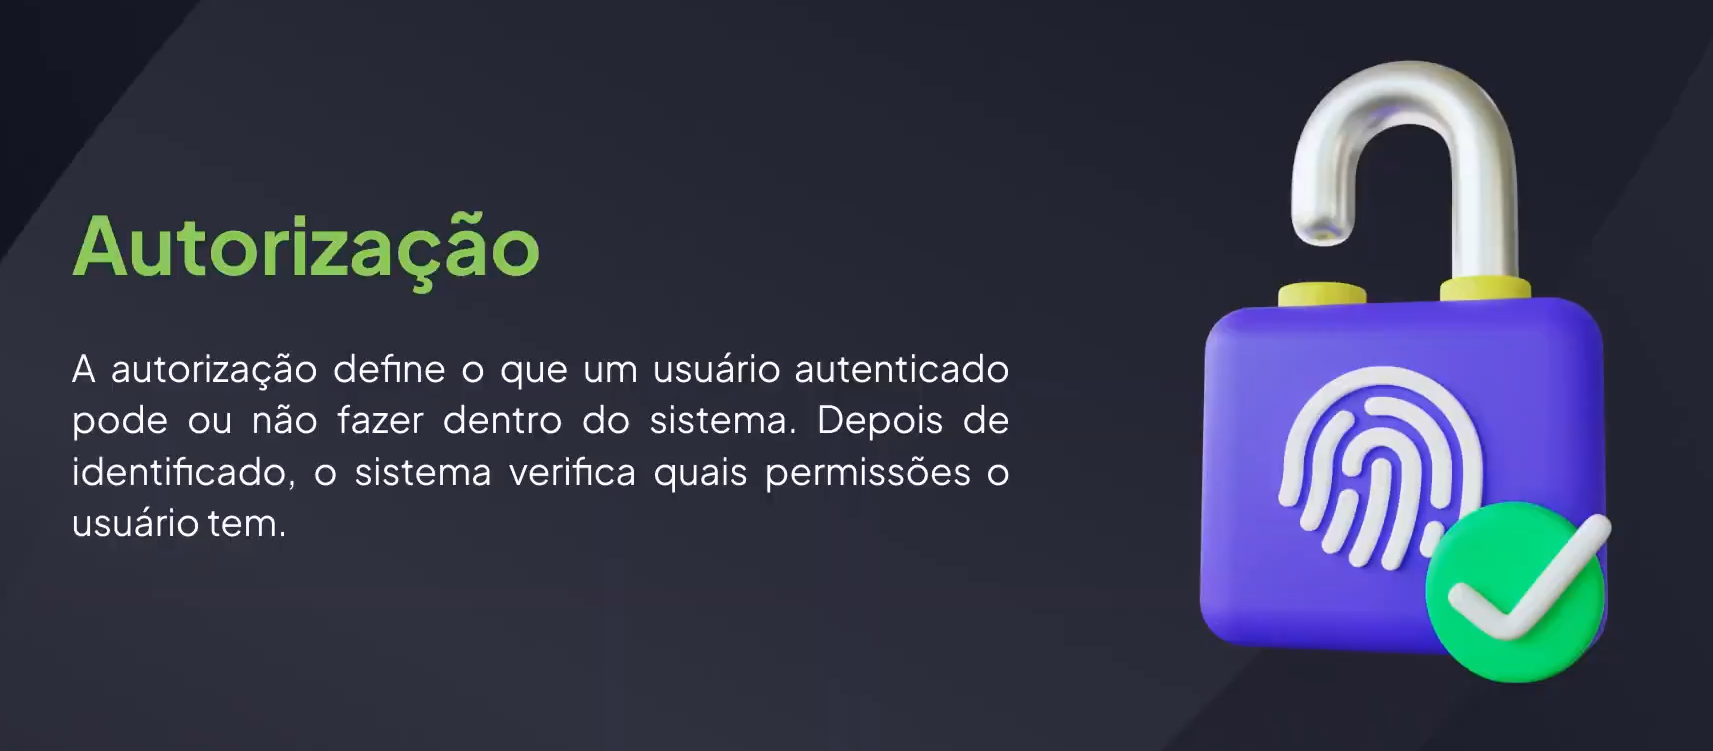 Autorização
A autorização define o que um usuário autenticado
pode ou não fazer dentro do sistema. Depois de
identificado, o sistema verifica quais permissões o
usuário tem.